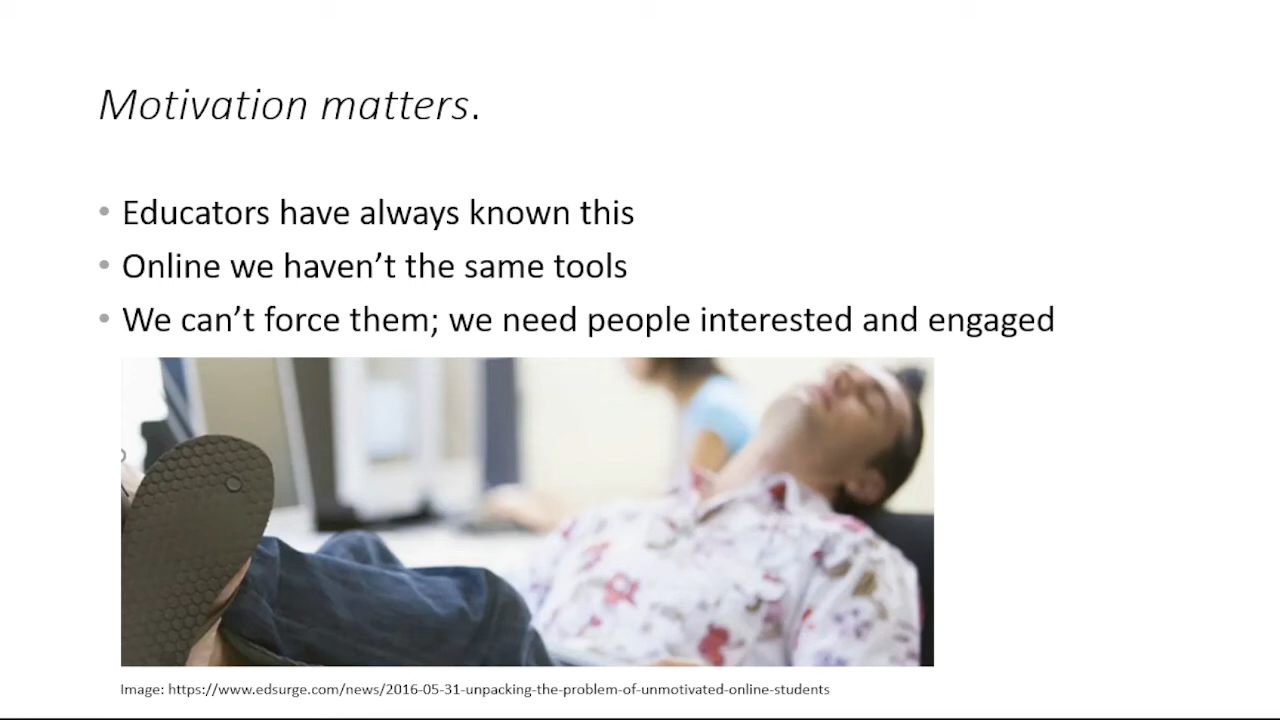 Motivation matters.
• Educators have always known this
• Online we haven’t the same tools
• We can’t force them; we need people interested and engaged
Image: https://www.edsurge.com/news/2016-05-31-unpacking-the-problem-of-unmotivated-online-students